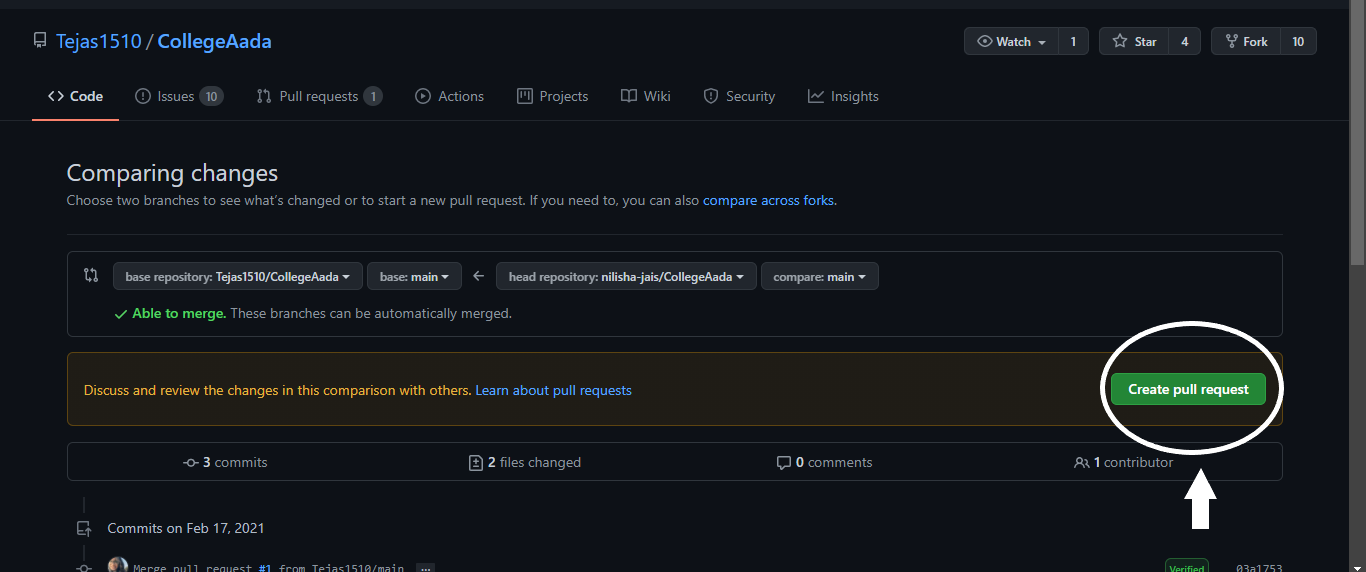 Tejas1510 / CollegeAada Watch 1 Star 4 Fork 10
Code Issues 10 Pull requests 1 Actions Projects Wiki Security Insights
Comparing changes
Choose two branches to see what's changed or to start a new pull request. If you need to, you can also compare across forks.
base repository: Tejas1510/CollegeAada base: main head repository: nilisha-jais/CollegeAada compare: main
Able to merge. These branches can be automatically merged.
Discuss and review the changes in this comparison with others. Learn about pull requests Create pull request
3 commits 2 files changed 0 comments 1 contributor
Commits on Feb 17, 2021
Merge pull request #1 from Tejas1510/main ... Verified 03a1753